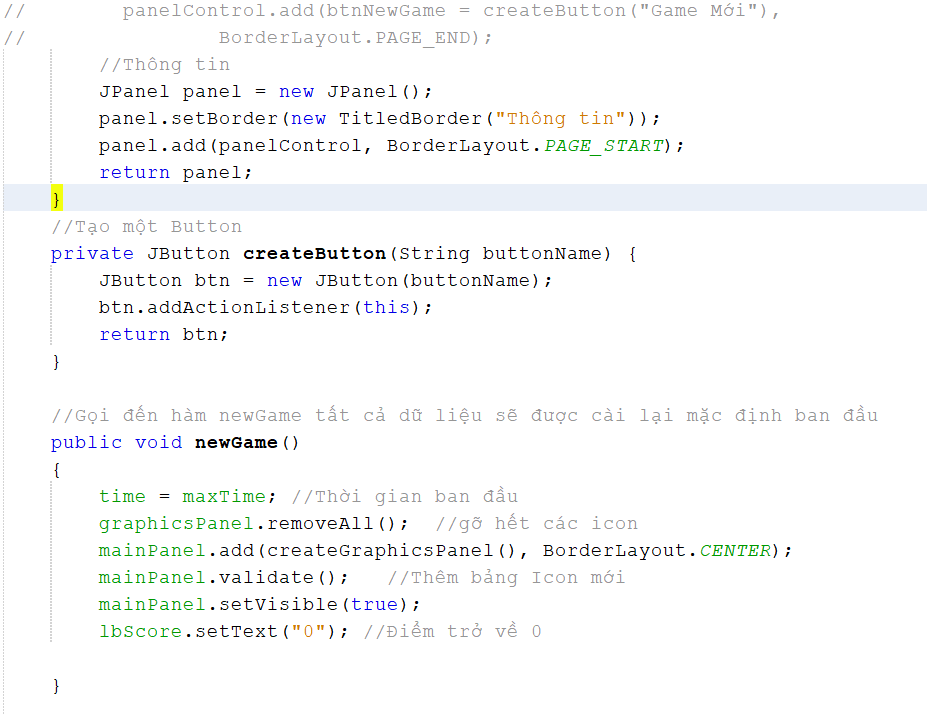 //        panelControl.add(btnNewGame = createButton("Game Mới"),
//                BorderLayout.PAGE_END);
        //Thông tin
        JPanel panel = new JPanel();
        panel.setBorder(new TitledBorder("Thông tin"));
        panel.add(panelControl, BorderLayout.PAGE_START);
        return panel;
    }
    //Tạo một Button
    private JButton createButton(String buttonName) {
        JButton btn = new JButton(buttonName);
        btn.addActionListener(this);
        return btn;
    }

    //Gọi đến hàm newGame tất cả dữ liệu sẽ được cài lại mặc định ban đầu
    public void newGame()
    {
        time = maxTime; //Thời gian ban đầu
        graphicsPanel.removeAll();  //gỡ hết các icon
        mainPanel.add(createGraphicsPanel(), BorderLayout.CENTER);
        mainPanel.validate();   //Thêm bảng Icon mới
        mainPanel.setVisible(true);
        lbScore.setText("0"); //Điểm trở về 0

    }